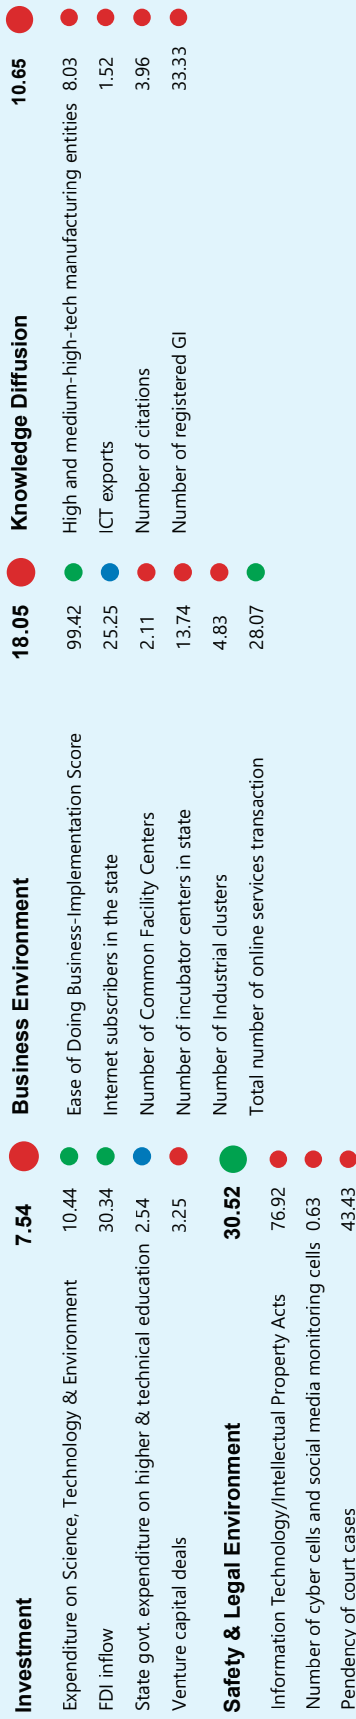 Investment 7.54
Expenditure on Science, Technology & Environment 10.44
FDI inflow 30.34
State govt. expenditure on higher & technical education 2.54
Venture capital deals 3.25
Safety & Legal Environment 30.52
Information Technology/Intellectual Property Acts 76.92
Number of cyber cells and social media monitoring cells 0.63
Pendency of court cases 43.43
Business Environment 18.05
Ease of Doing Business-Implementation Score 99.42
Internet subscribers in the state 25.25
Number of Common Facility Centers 2.11
Number of incubator centers in state 13.74
Number of Industrial clusters 4.83
Total number of online services transaction 28.07
Knowledge Diffusion 10.65
High and medium-high-tech manufacturing entities 8.03
ICT exports 1.52
Number of citations 3.96
Number of registered GI 33.33